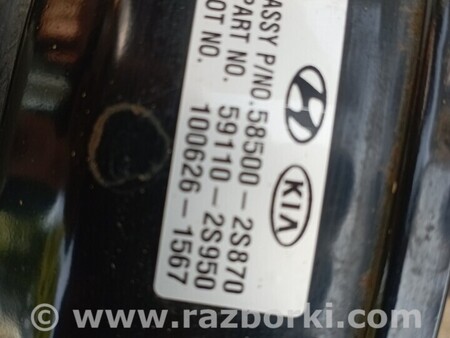 ASSY P/NO.58500-2S870
PART NO. 59110-2S950
LOT NO. 100626-1567
KIA
www.razborki.com